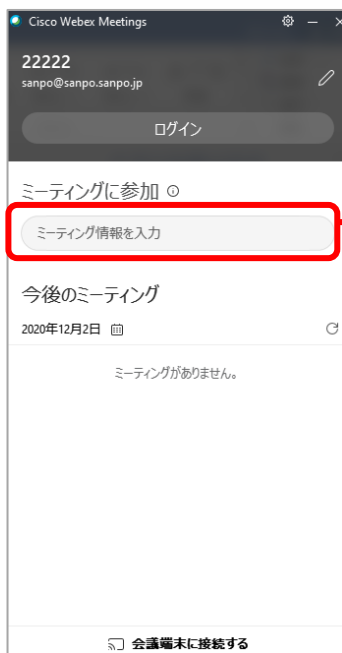 Cisco Webex Meetings
22222
sanpo@sanpo.sanpo.jp
ログイン
ミーティングに参加
ミーティング情報を入力
今後のミーティング
2020年12月2日
ミーティングがありません。
会議端末に接続する